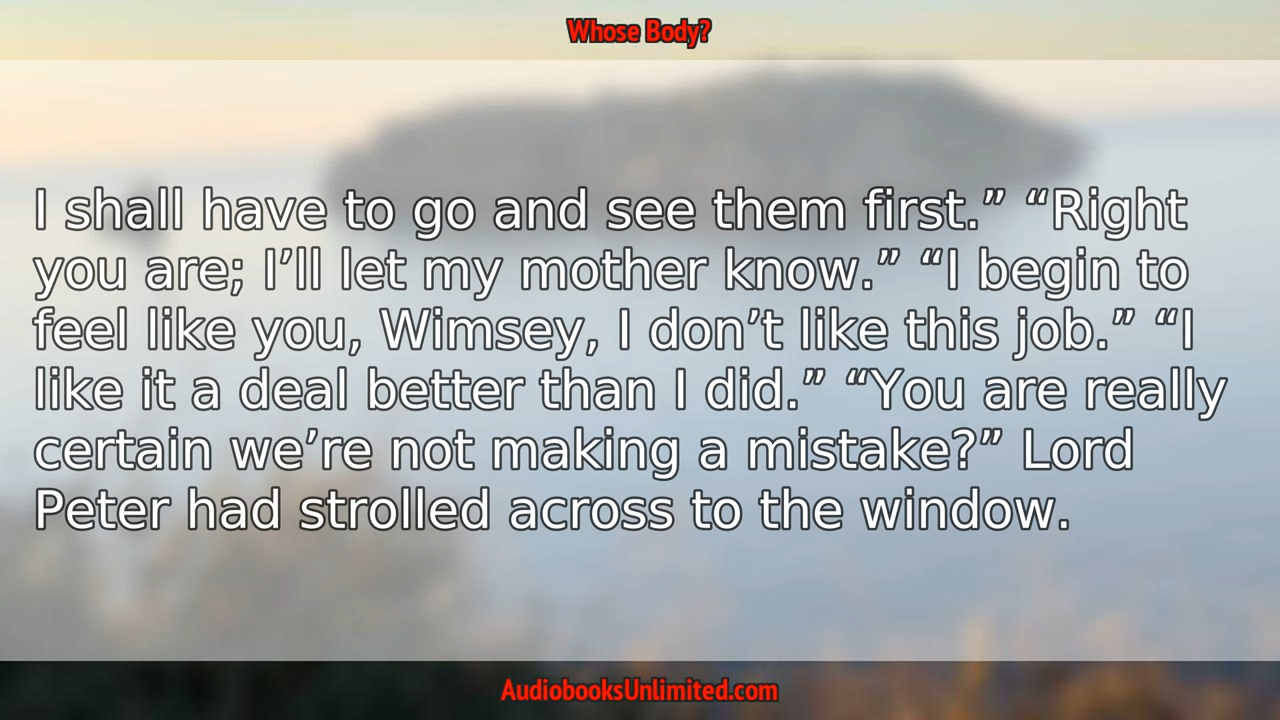 Whose Body?
I shall have to go and see them first.” “Right
you are; I’ll let my mother know.” “I begin to
feel like you, Wimsey, I don’t like this job.” “I
like it a deal better than I did.” “You are really
certain we’re not making a mistake?” Lord
Peter had strolled across to the window.
AudiobooksUnlimited.com